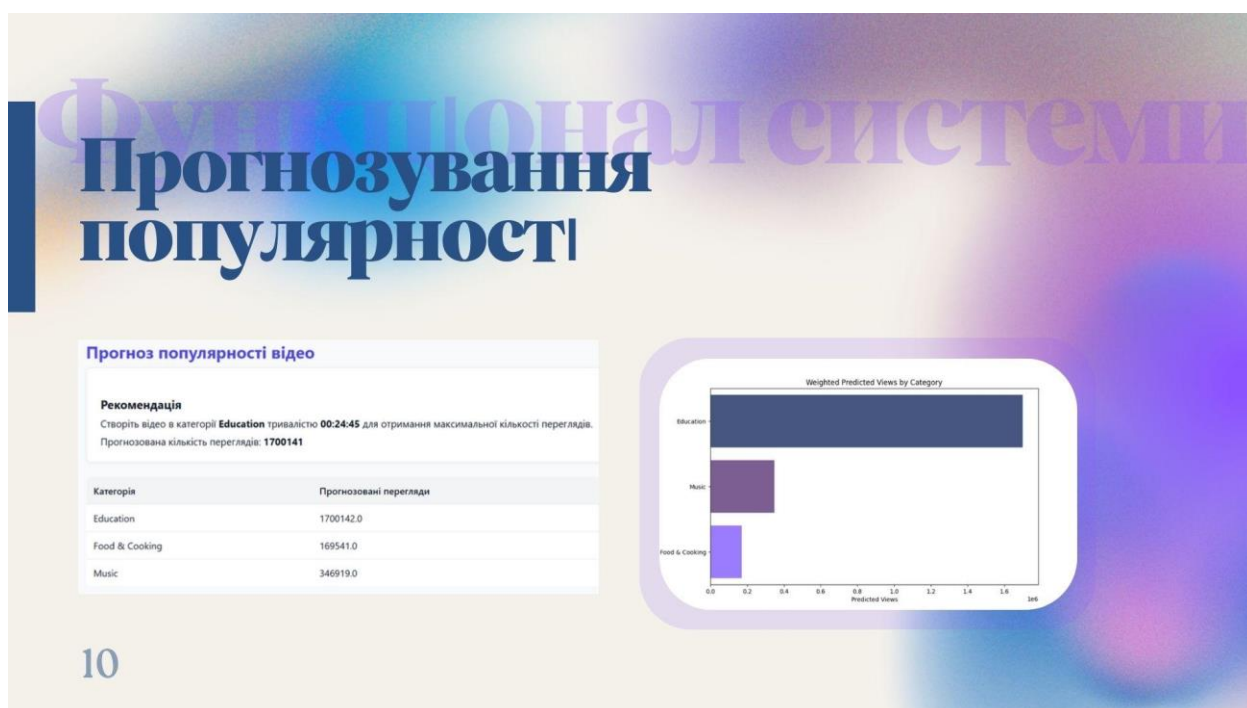 Функціонал системи
Прогнозування
популярності
Прогноз популярності відео
Рекомендація
Створіть відео в категорії Education тривалістю 00:24:45 для отримання максимальної кількості переглядів.
Прогнозована кількість переглядів: 1700141
Категорія Прогнозовані перегляди
Education 1700142.0
Food & Cooking 169541.0
Music 346919.0
Weighted Predicted Views by Category
Education
Music
Food & Cooking
0.0 0.2 0.4 0.6 0.8 1.0 1.2 1.4 1.6
Predicted Views 1e6
10